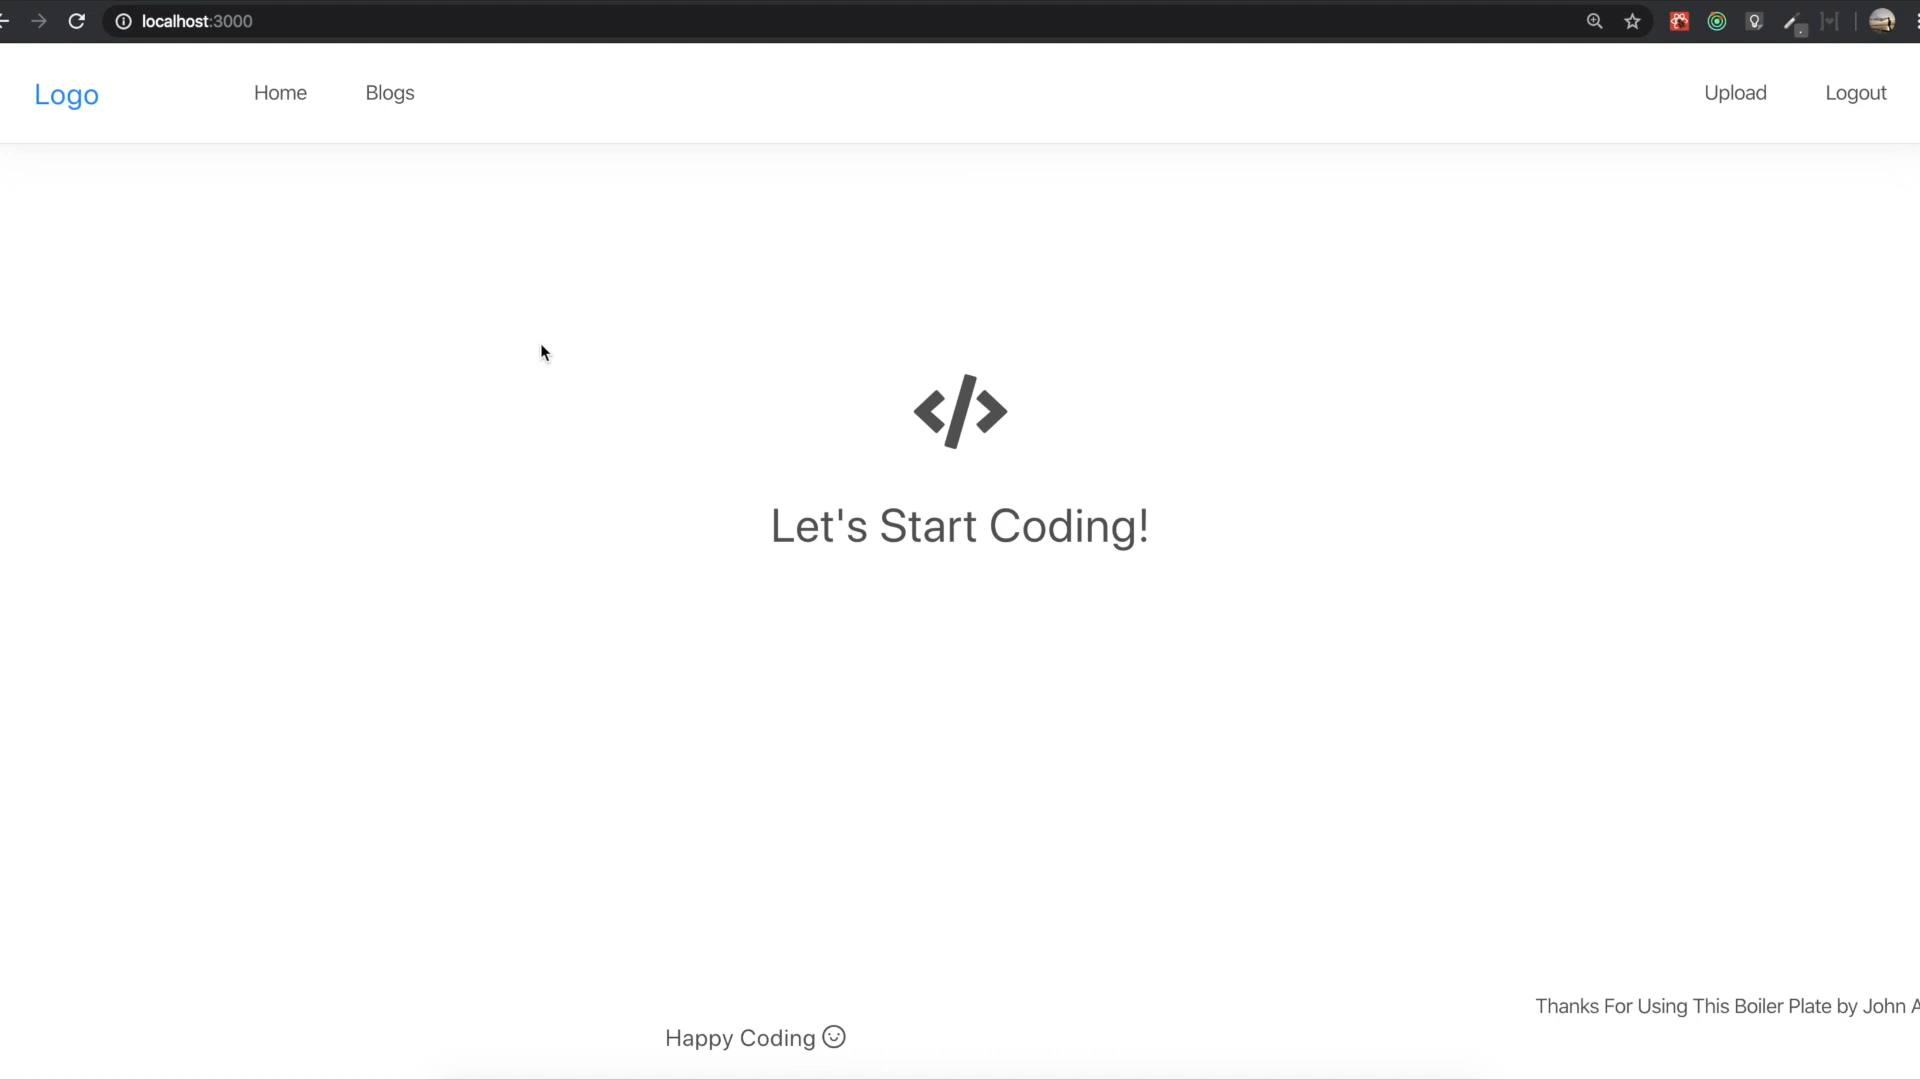 localhost:3000
Logo Home Blogs Upload Logout
Let's Start Coding!
Thanks For Using This Boiler Plate by John
Happy Coding